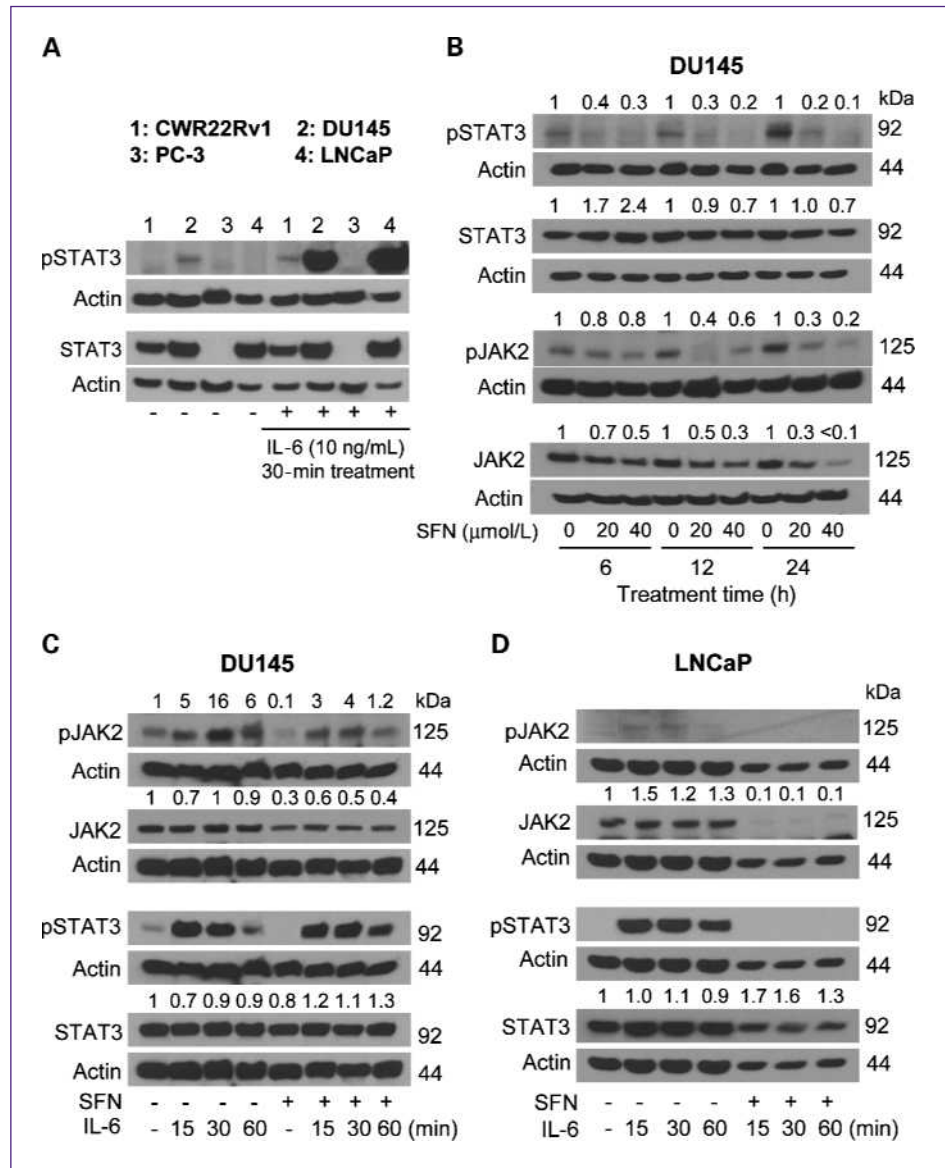 A
1: CWR22Rv1 2: DU145
3: PC-3 4: LNCaP
1 2 3 4 1 2 3 4
pSTAT3
Actin
STAT3
Actin
- - - - + + + +
IL-6 (10 ng/mL)
30-min treatment
B
DU145
1 0.4 0.3 1 0.3 0.2 1 0.2 0.1 kDa
pSTAT3 92
Actin 44
1 1.7 2.4 1 0.9 0.7 1 1.0 0.7
STAT3 92
Actin 44
1 0.8 0.8 1 0.4 0.6 1 0.3 0.2
pJAK2 125
Actin 44
1 0.7 0.5 1 0.5 0.3 1 0.3 <0.1
JAK2 125
Actin 44
SFN (μmol/L) 0 20 40 0 20 40 0 20 40
6 12 24
Treatment time (h)
C
DU145
1 5 16 6 0.1 3 4 1.2 kDa
pJAK2 125
Actin 44
1 0.7 1 0.9 0.3 0.6 0.5 0.4
JAK2 125
Actin 44
pSTAT3 92
Actin 44
1 0.7 0.9 0.9 0.8 1.2 1.1 1.3
STAT3 92
Actin 44
SFN - - - - + + + +
IL-6 - 15 30 60 - 15 30 60 (min)
D
LNCaP
kDa
pJAK2 125
Actin 44
1 1.5 1.2 1.3 0.1 0.1 0.1
JAK2 125
Actin 44
pSTAT3 92
Actin 44
1 1.0 1.1 0.9 1.7 1.6 1.3
STAT3 92
Actin 44
SFN - - - - + + +
IL-6 - 15 30 60 15 30 60 (min)